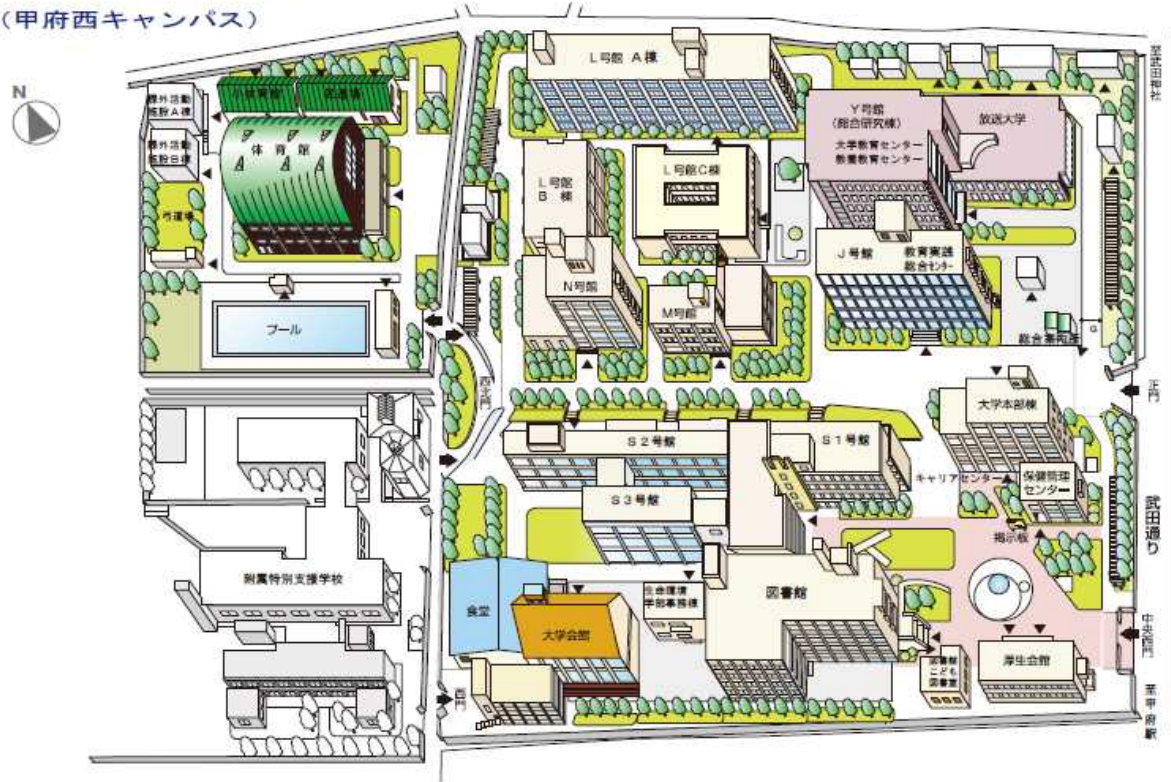 (甲府西キャンパス)
N
至武田神社
L号館 A棟
課外活動
施設A棟
小体育館
武道場
Y号館
(総合研究棟)
放送大学
大学教育センター
教養教育センター
課外活動
施設B棟
体育館
L号館
B棟
L号館C棟
弓道場
J号館
教育実践
総合センター
N号館
M号館
プール
総合案内所
G
正門
西北門
大学本部棟
S2号館
S1号館
キャリアセンター
保健管理
センター
S3号館
武田通り
掲示板
附属特別支援学校
食堂
大学会館
生命環境
学部事務棟
図書館
中央西門
厚生会館
図書館
こども
図書室
西門
至甲府駅